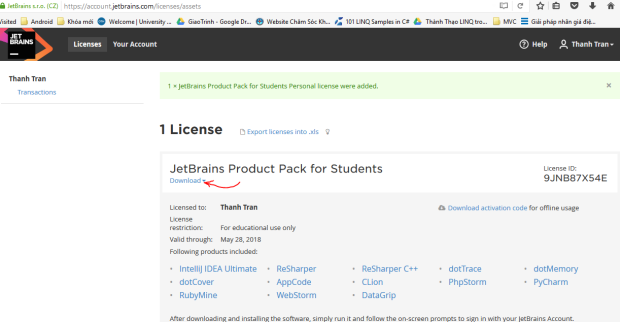 JetBrains s.r.o. (CZ) https://account.jetbrains.com/licenses/assets
Visited Android Khóa mới Welcome | University ... GiaoTrinh - Google Dr... Website Chăm Sóc Kh... 101 LINQ Samples in C# Thành Thạo LINQ tro... MVC Giải pháp nhãn giá điệ...
JET
BRAINS
Licenses Your Account Help Thanh Tran
Thanh Tran
Transactions
1 × JetBrains Product Pack for Students Personal license were added. ×
1 License Export licenses into .xls
JetBrains Product Pack for Students
Download
License ID:
9JNB87X54E
Licensed to: Thanh Tran
Download activation code for offline usage
License
restriction: For educational use only
Valid through: May 28, 2018
Following products included:
• IntelliJ IDEA Ultimate • ReSharper • ReSharper C++ • dotTrace • dotMemory
• dotCover • AppCode • CLion • PhpStorm • PyCharm
• RubyMine • WebStorm • DataGrip
After downloading and installing the software, simply run it and follow the on-screen prompts to sign in with your JetBrains Account.